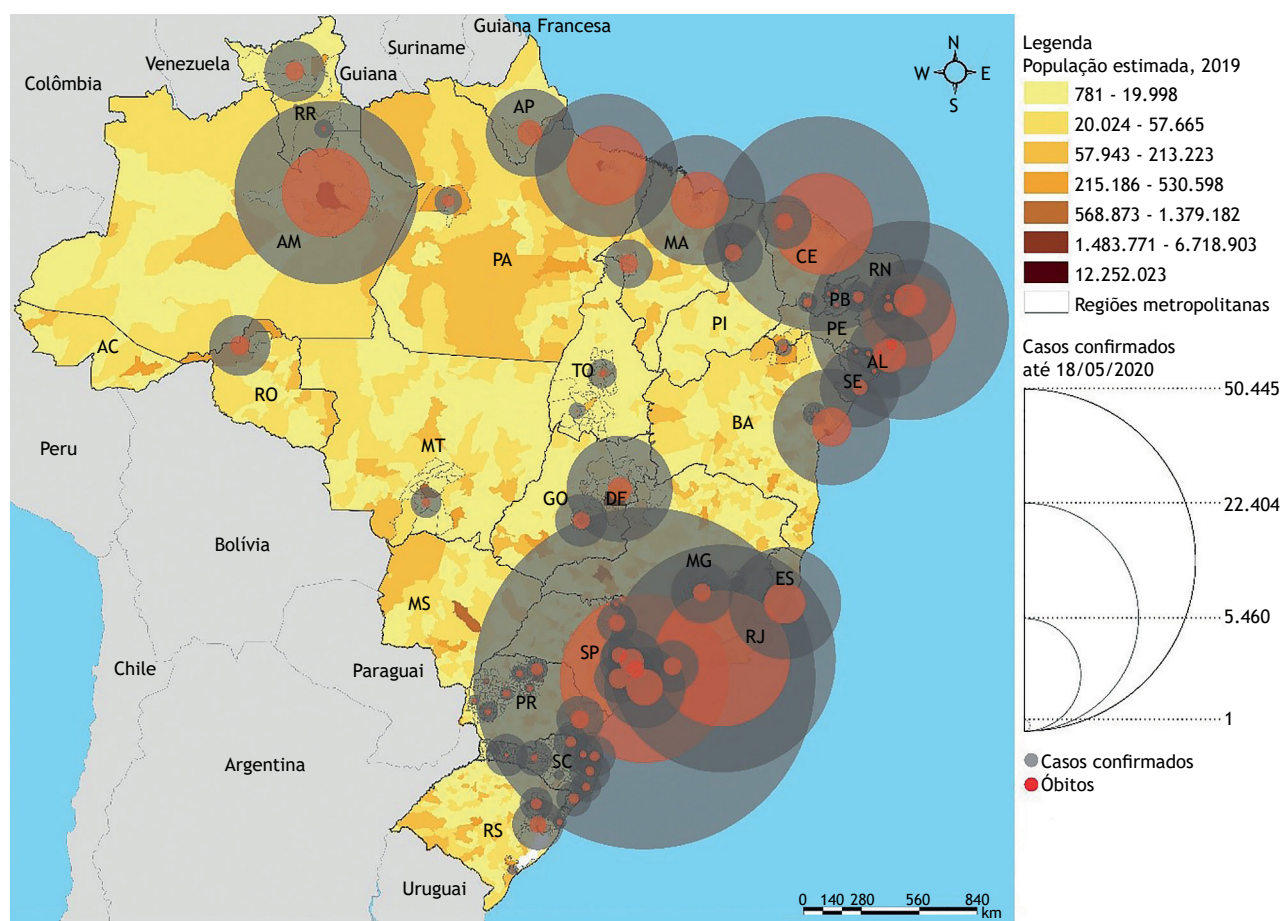 Guiana Francesa
Suriname
Venezuela
Guiana
Colômbia
N
W
E
S
RR
AP
AM
PA
MA
CE
RN
PB
PE
PI
AL
SE
AC
RO
TO
BA
MT
GO
DF
Peru
Bolívia
MS
MG
ES
SP
RJ
Chile
Paraguai
PR
SC
Argentina
RS
Uruguai
0 140 280 560 840
km
Legenda
População estimada, 2019
781 - 19.998
20.024 - 57.665
57.943 - 213.223
215.186 - 530.598
568.873 - 1.379.182
1.483.771 - 6.718.903
12.252.023
Regiões metropolitanas
Casos confirmados
até 18/05/2020
50.445
22.404
5.460
1
Casos confirmados
Óbitos